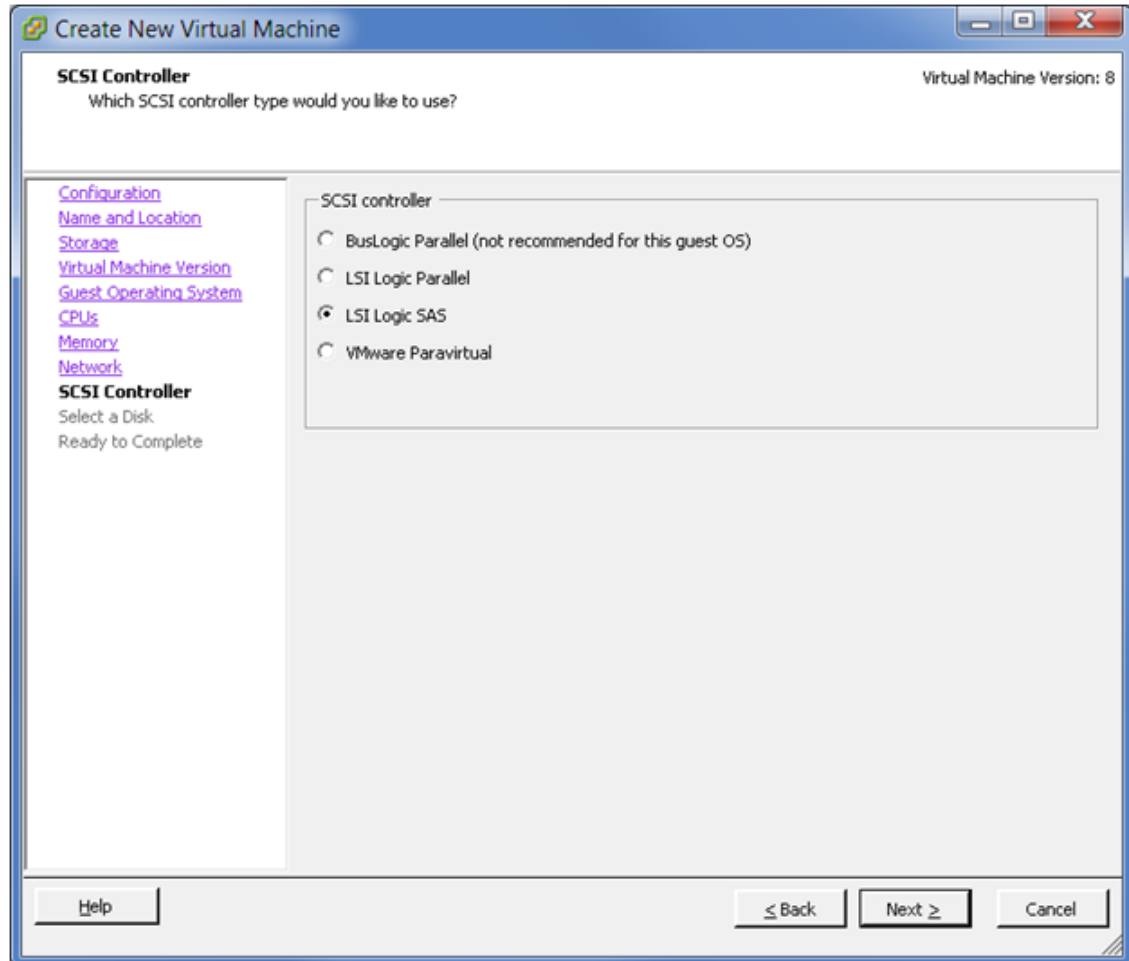 Create New Virtual Machine
SCSI Controller
Virtual Machine Version: 8
Which SCSI controller type would you like to use?
Configuration
Name and Location
Storage
Virtual Machine Version
Guest Operating System
CPUs
Memory
Network
SCSI Controller
Select a Disk
Ready to Complete
SCSI controller
BusLogic Parallel (not recommended for this guest OS)
LSI Logic Parallel
LSI Logic SAS
VMware Paravirtual
Help
< Back
Next >
Cancel